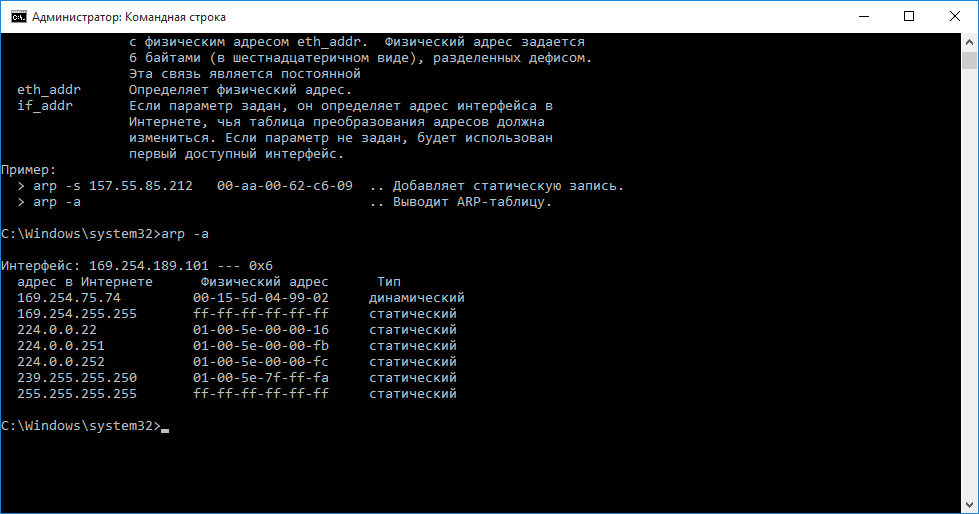 Администратор: Командная строка
с физическим адресом eth_addr.  Физический адрес задается
6 байтами (в шестнадцатеричном виде), разделенных дефисом.
Эта связь является постоянной
eth_addr      Определяет физический адрес.
if_addr       Если параметр задан, он определяет адрес интерфейса в
Интернете, чья таблица преобразования адресов должна
измениться. Если параметр не задан, будет использован
первый доступный интерфейс.
Пример:
> arp -s 157.55.85.212   00-aa-00-62-c6-09  .. Добавляет статическую запись.
> arp -a                                    .. Выводит ARP-таблицу.
C:\Windows\system32>arp -a
Интерфейс: 169.254.189.101 --- 0x6
адрес в Интернете      Физический адрес      Тип
169.254.75.74         00-15-5d-04-99-02     динамический
169.254.255.255       ff-ff-ff-ff-ff-ff     статический
224.0.0.22            01-00-5e-00-00-16     статический
224.0.0.251           01-00-5e-00-00-fb     статический
224.0.0.252           01-00-5e-00-00-fc     статический
239.255.255.250       01-00-5e-7f-ff-fa     статический
255.255.255.255       ff-ff-ff-ff-ff-ff     статический
C:\Windows\system32>